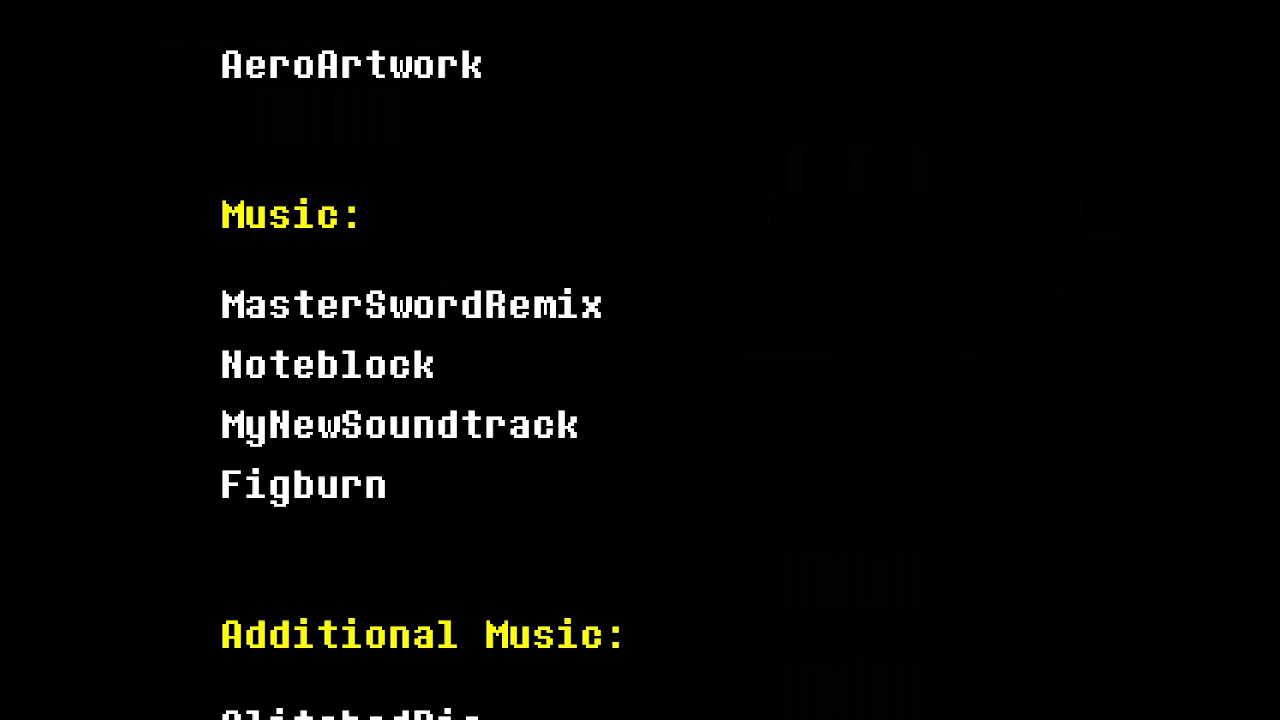 AeroArtwork
Music:
MasterSwordRemix
Noteblock
MyNewSoundtrack
Figburn
Additional Music: